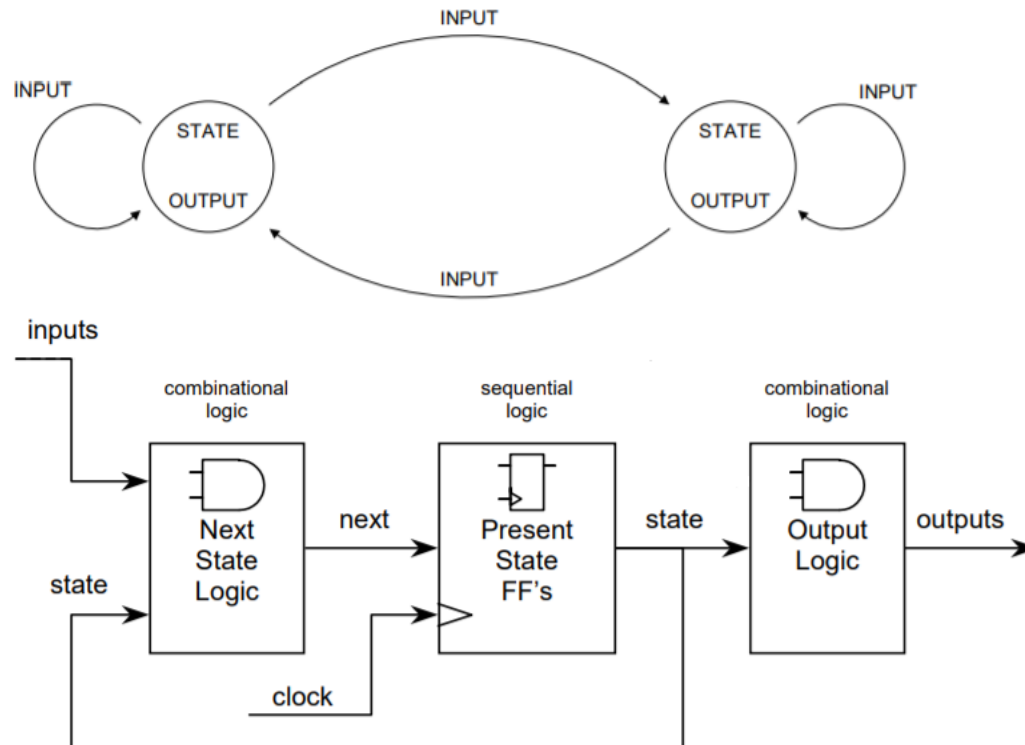 INPUT
INPUT
INPUT
STATE
STATE
OUTPUT
OUTPUT
INPUT
inputs
combinational
logic
sequential
logic
combinational
logic
next
state
outputs
Next
State
Logic
Present
State
FF's
Output
Logic
state
clock